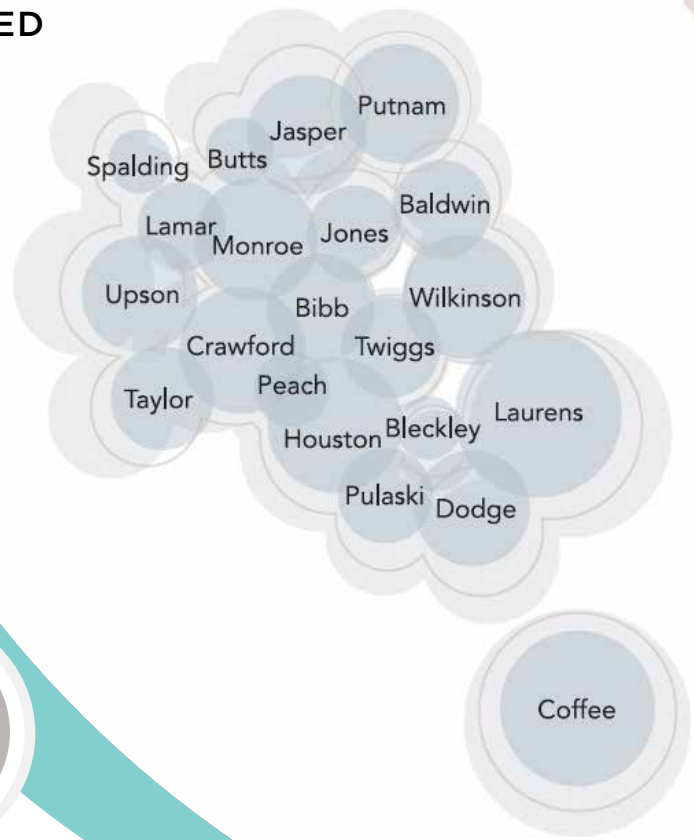 ED
Putnam
Jasper
Butts
Spalding
Baldwin
Lamar
Jones
Monroe
Upson
Wilkinson
Bibb
Crawford
Twiggs
Peach
Taylor
Laurens
Bleckley
Houston
Pulaski
Dodge
Coffee